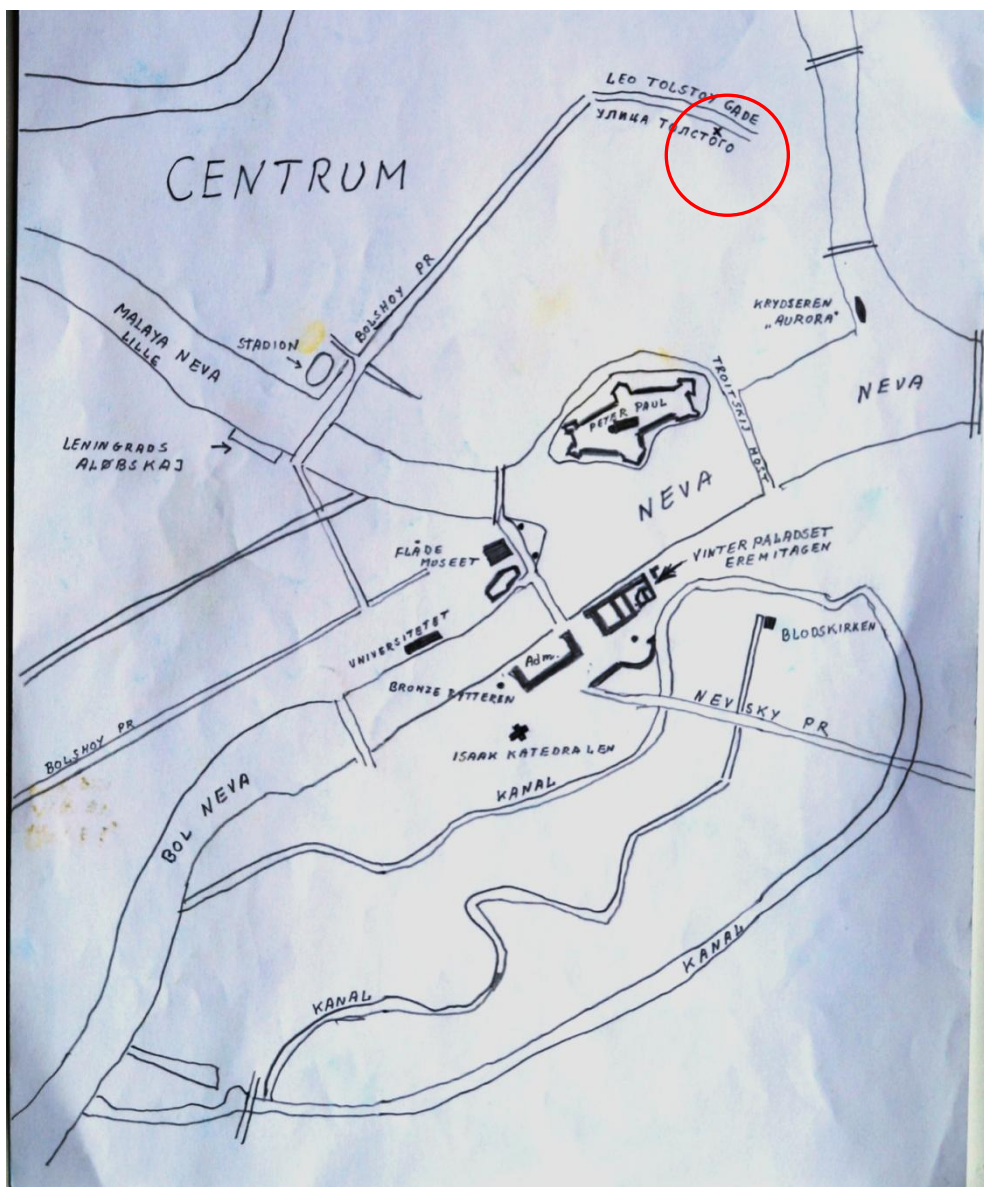 LEO TOLSTOY GADE
УЛИЦА ТОЛСТОГО
CENTRUM
BOLSHOY PR
KRYDSEREN
„AURORA"
MALAYA NEVA
LILLE
STADION
NEVA
TROITSKIJ MOST
PETER PAUL
LENINGRADS
ALØBSKAJ
NEVA
FLÅDE
MOSEET
VINTER PALADSET
EREMITAGEN
BLODSKIRKEN
UNIVERSITETET
Adm.
BRONZE RYTTEREN
NEVSKY PR
BOLSHOY PR
ISAAK KATEDRALEN
KANAL
BOL NEVA
KANAL
KANAL